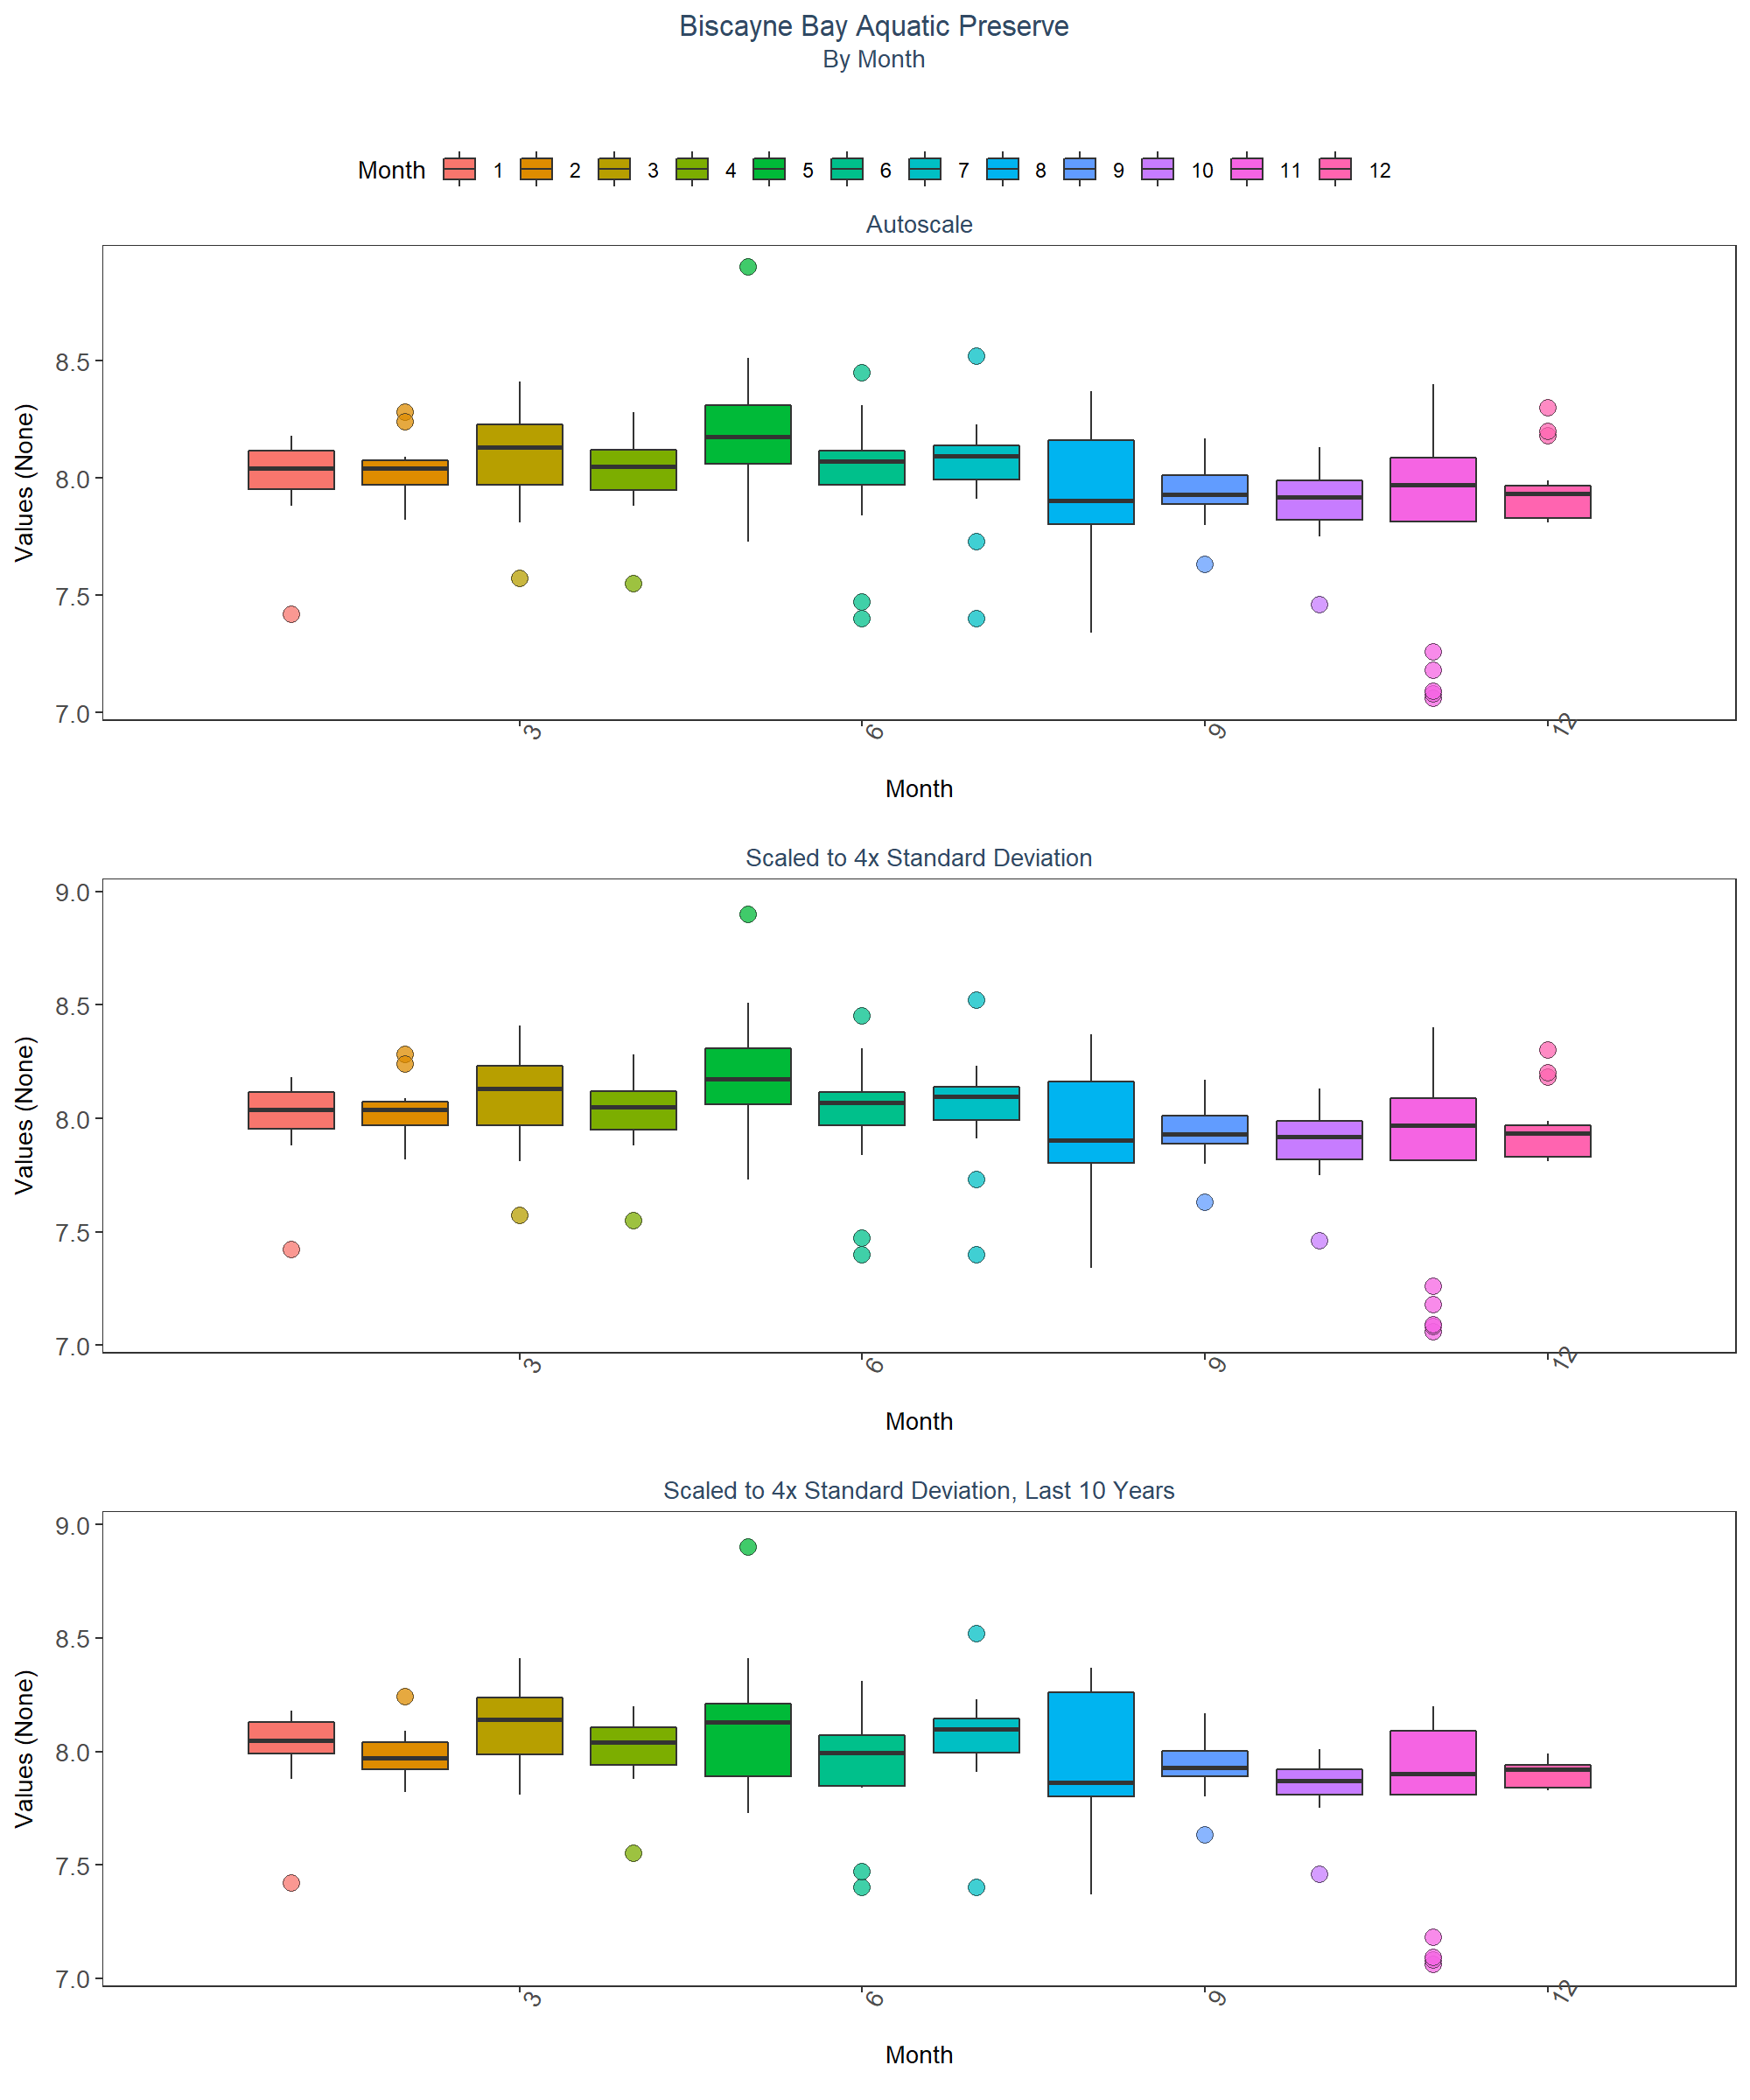 Biscayne Bay Aquatic Preserve
By Month
Month 1 2 3 4 5 6 7 8 9 10 11 12
Autoscale
Values (None)
8.5
8.0
7.5
7.0
3 6 9 12
Month
Scaled to 4x Standard Deviation
Values (None)
9.0
8.5
8.0
7.5
7.0
3 6 9 12
Month
Scaled to 4x Standard Deviation, Last 10 Years
Values (None)
9.0
8.5
8.0
7.5
7.0
3 6 9 12
Month